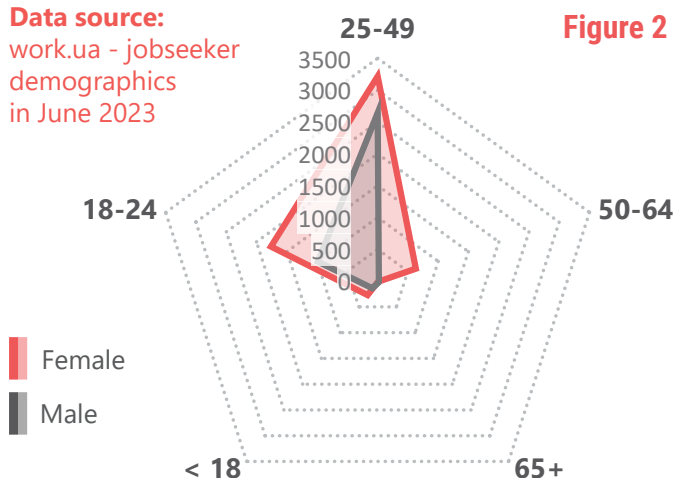 Data source:
work.ua - jobseeker
demographics
in June 2023
Figure 2
25-49
3500
3000
2500
2000
1500
1000
500
0
18-24
50-64
Female
Male
< 18
65+